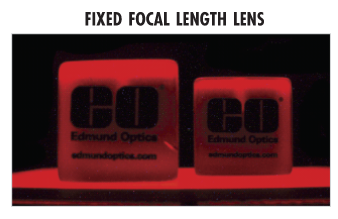 FIXED FOCAL LENGTH LENS
eo
Edmund Optics
edmundoptics.com
eo®
Edmund Optics
edmundoptics.com